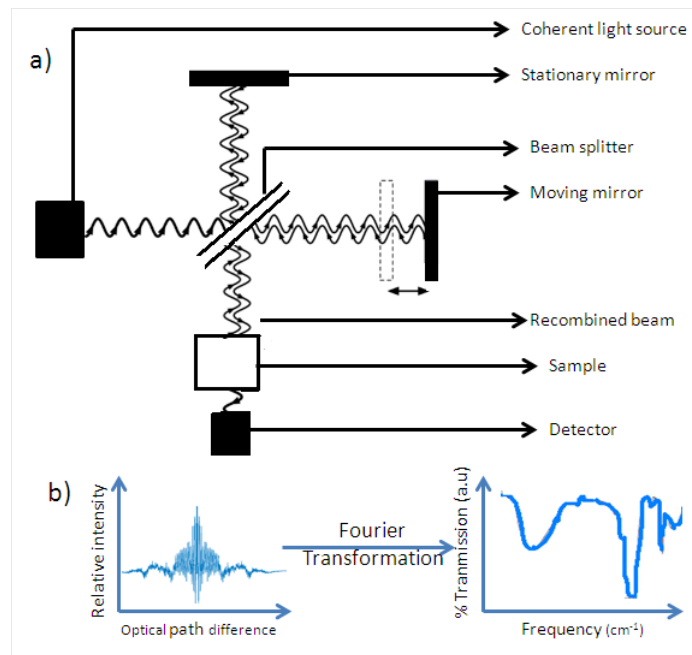 a)
Coherent light source
Stationary mirror
Beam splitter
Moving mirror
Recombined beam
Sample
Detector
b)
Relative intensity
Optical path difference
Fourier
Transformation
% Tranmission (a.u)
Frequency (cm-1)